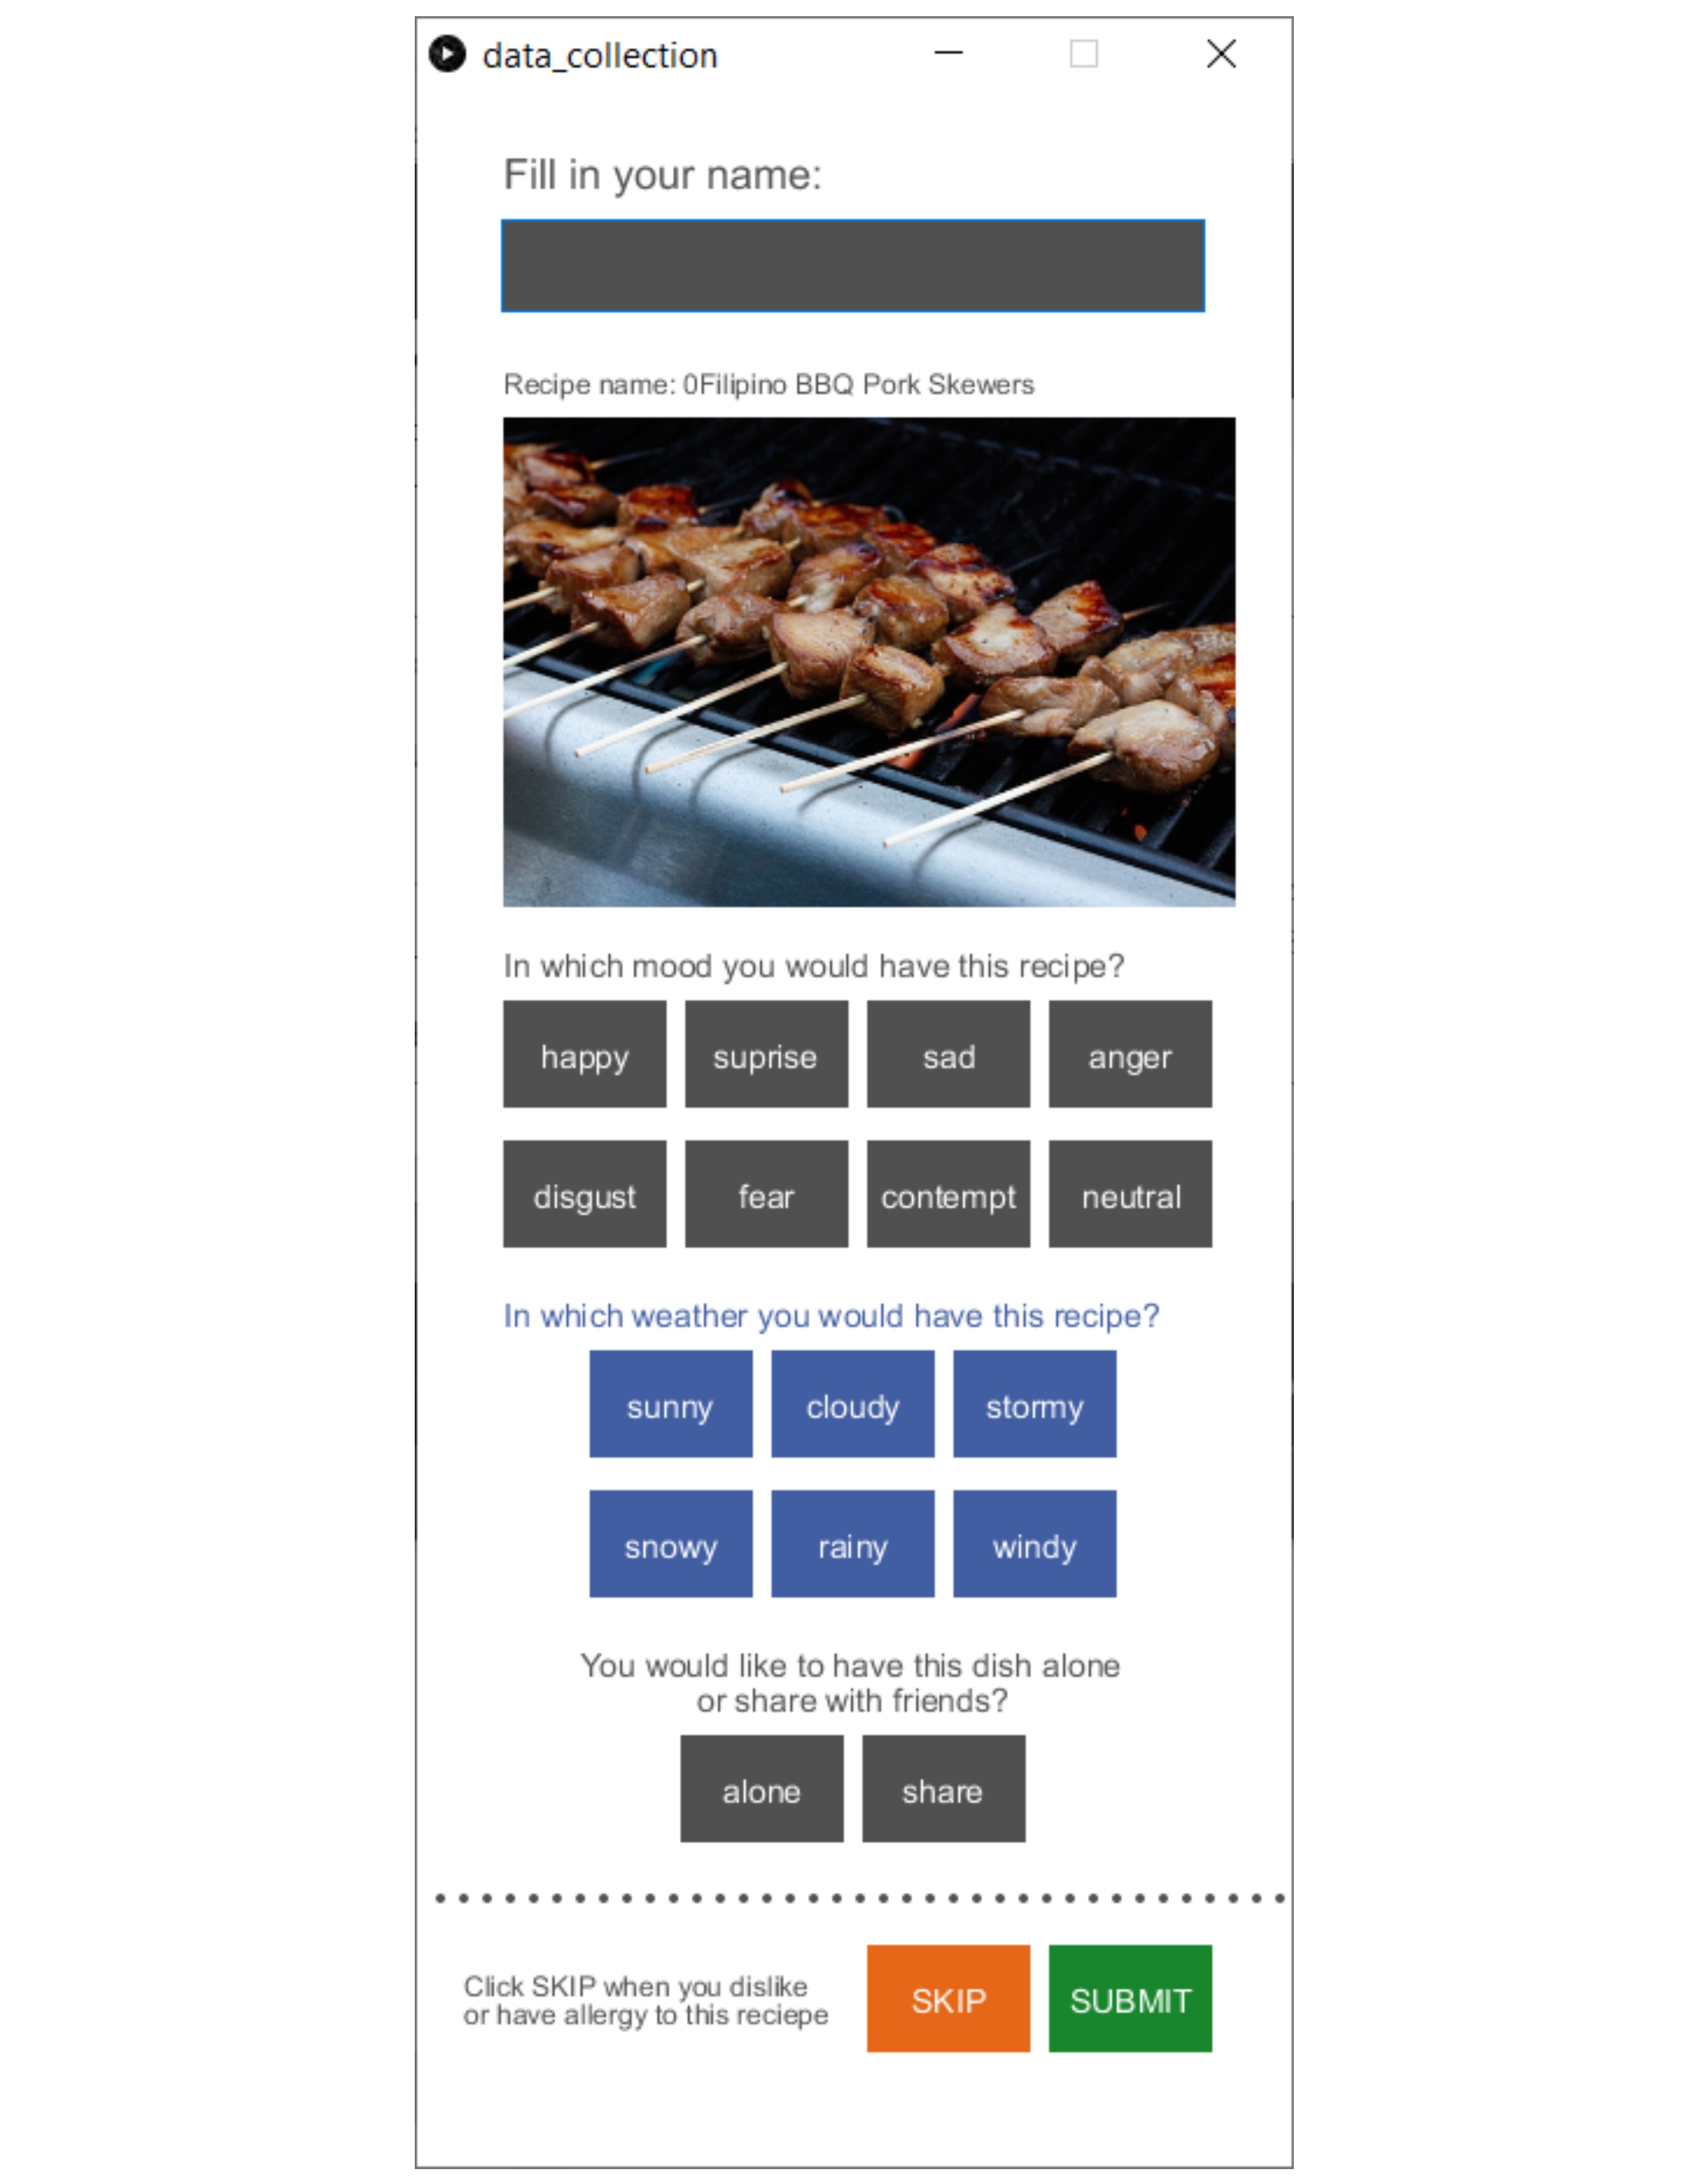 data_collection
Fill in your name:
Recipe name: 0Filipino BBQ Pork Skewers
In which mood you would have this recipe?
happy suprise sad anger
disgust fear contempt neutral
In which weather you would have this recipe?
sunny cloudy stormy
snowy rainy windy
You would like to have this dish alone
or share with friends?
alone share
Click SKIP when you dislike
or have allergy to this reciepe
SKIP SUBMIT